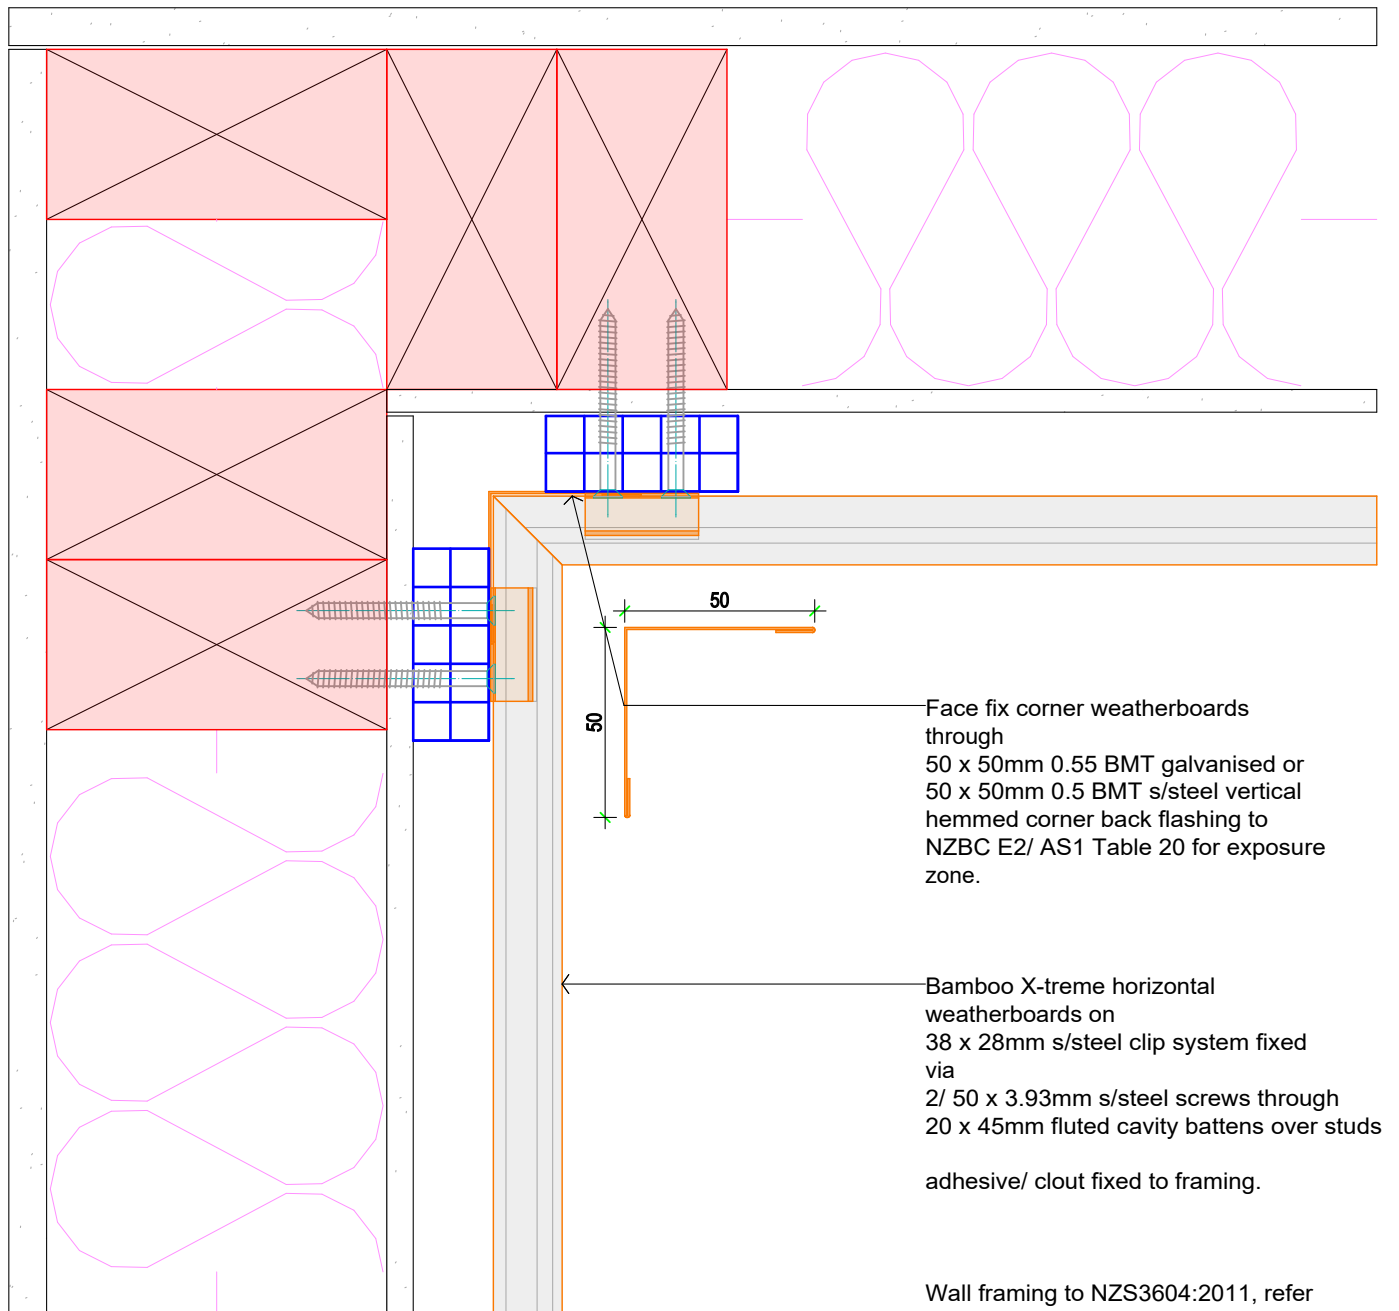 50
50
Face fix corner weatherboards
through
50 x 50mm 0.55 BMT galvanised or
50 x 50mm 0.5 BMT s/steel vertical
hemmed corner back flashing to
NZBC E2/ AS1 Table 20 for exposure
zone.
Bamboo X-treme horizontal
weatherboards on
38 x 28mm s/steel clip system fixed
via
2/ 50 x 3.93mm s/steel screws through
20 x 45mm fluted cavity battens over studs
adhesive/ clout fixed to framing.
Wall framing to NZS3604:2011, refer